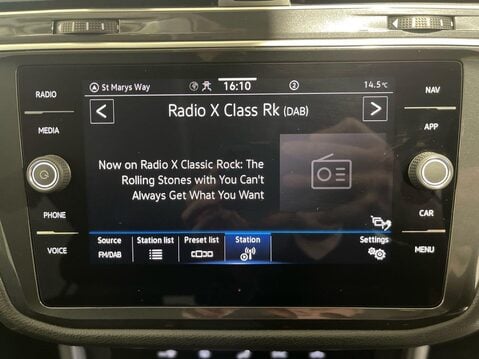 RADIO
MEDIA
PHONE
VOICE
NAV
APP
CAR
MENU
St Marys Way
16:10
2
14.5°C
<
Radio X Class Rk (DAB)
>
Now on Radio X Classic Rock: The
Rolling Stones with You Can't
Always Get What You Want
Source
FM/DAB
Station list
Preset list
Station
Settings